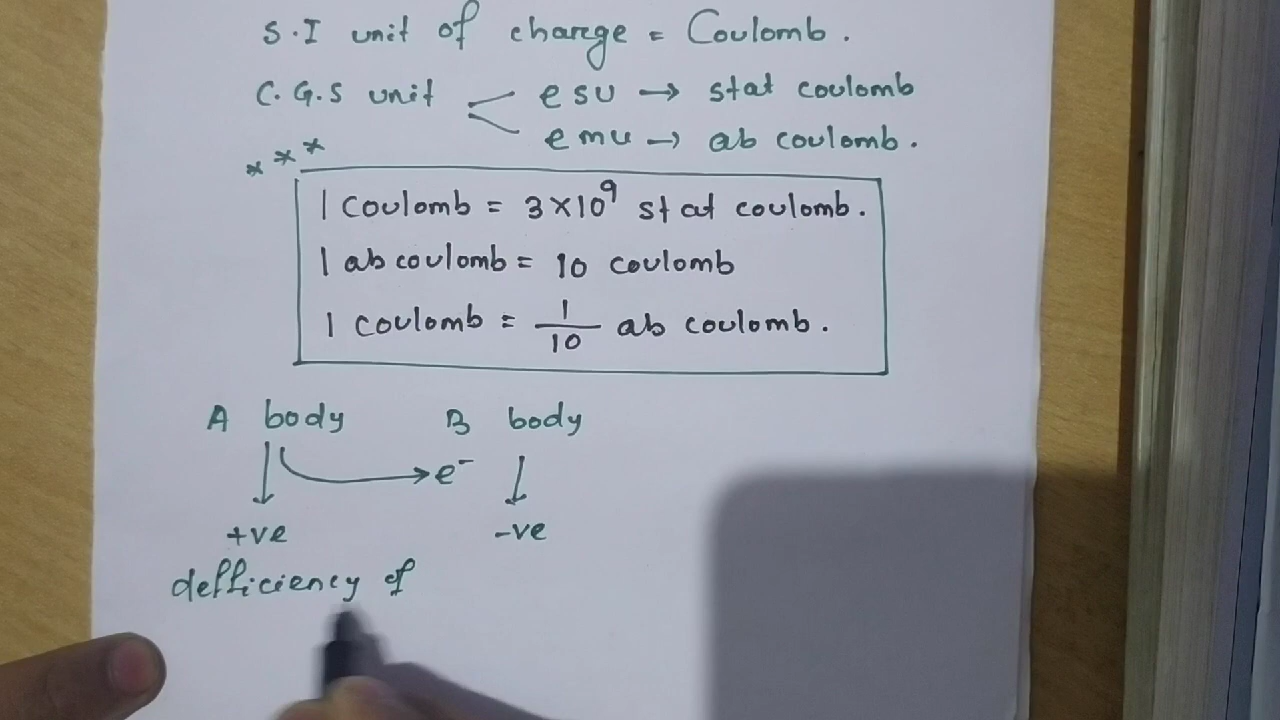 S.I unit of charge = Coulomb.
C.G.S unit < esu → stat coulomb
emu → ab coulomb.
***
1 Coulomb = 3×10⁹ stat coulomb.
1 ab coulomb = 10 coulomb
1 coulomb = 1/10 ab coulomb.
A body B body
↓ → e⁻ ↓
+ve -ve
defficiency of